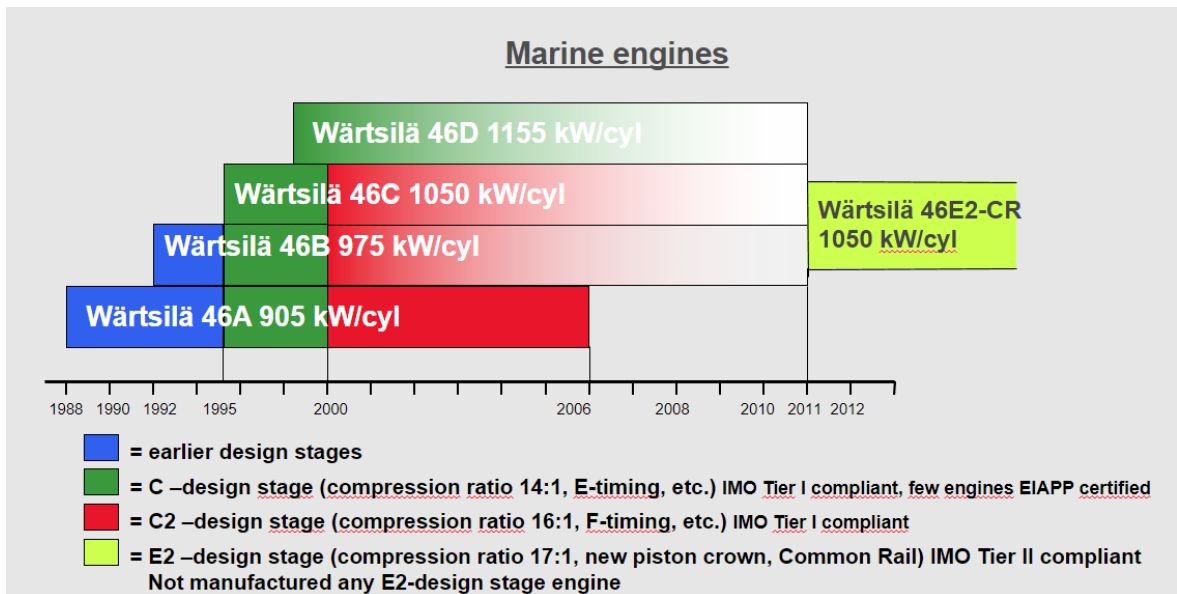 Marine engines
Wärtsilä 46D 1155 kW/cyl
Wärtsilä 46C 1050 kW/cyl
Wärtsilä 46E2-CR
1050 kW/cyl
Wärtsilä 46B 975 kW/cyl
Wärtsilä 46A 905 kW/cyl
1988 1990 1992 1995 2000 2006 2008 2010 2011 2012
= earlier design stages
= C –design stage (compression ratio 14:1, E-timing, etc.) IMO Tier I compliant, few engines EIAPP certified
= C2 –design stage (compression ratio 16:1, F-timing, etc.) IMO Tier I compliant
= E2 –design stage (compression ratio 17:1, new piston crown, Common Rail) IMO Tier II compliant
Not manufactured any E2-design stage engine